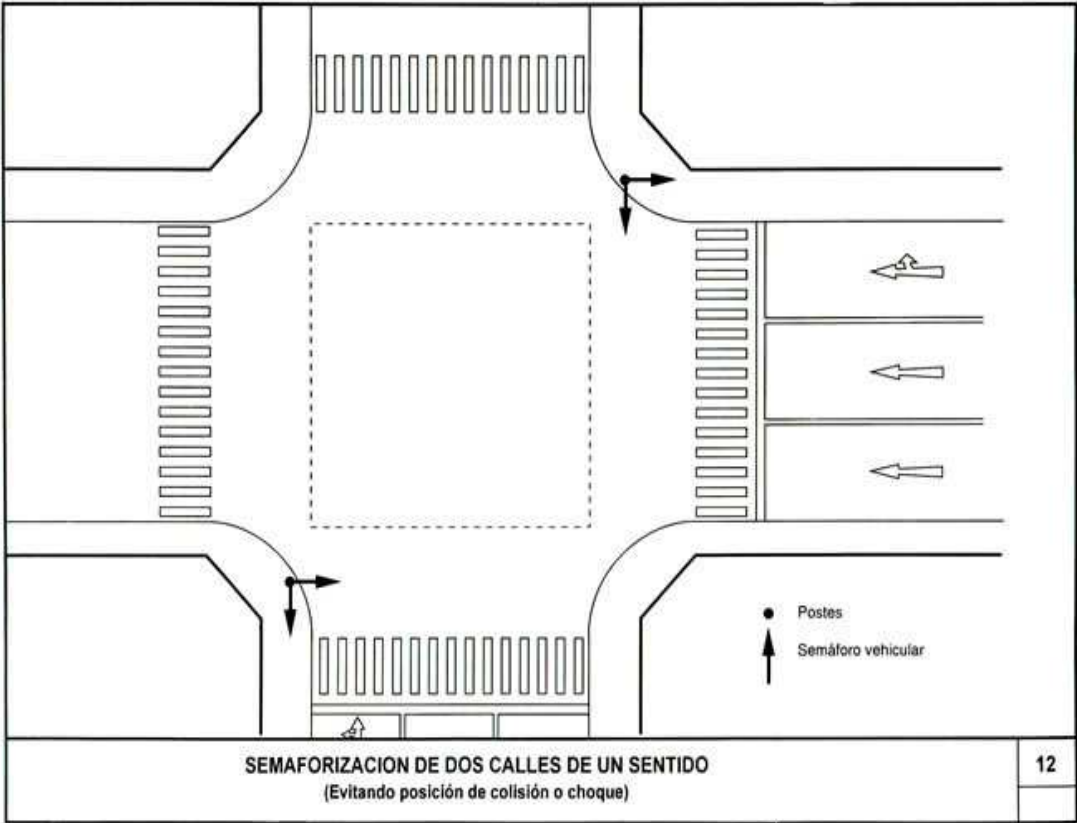 Postes
Semáforo vehicular
SEMAFORIZACION DE DOS CALLES DE UN SENTIDO
(Evitando posición de colisión o choque)
12